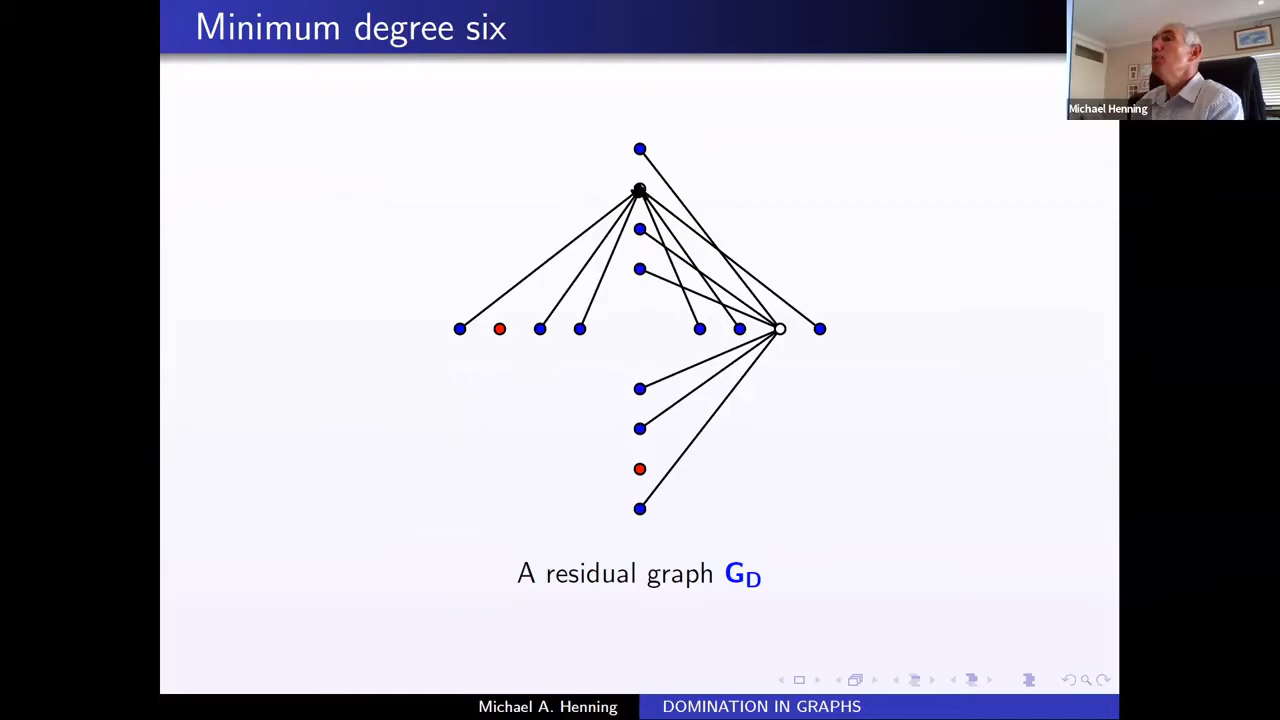 Minimum degree six
Michael Henning
A residual graph G_D
Michael A. Henning
DOMINATION IN GRAPHS